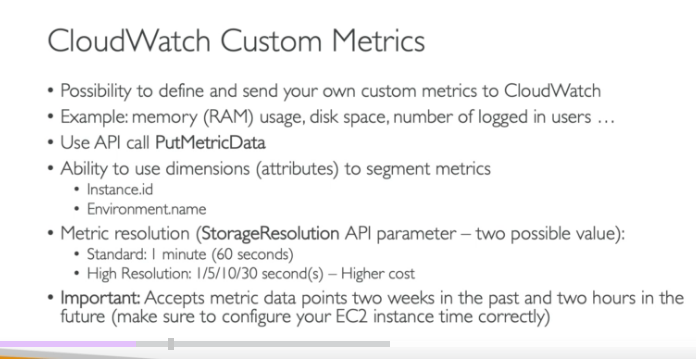 CloudWatch Custom Metrics
• Possibility to define and send your own custom metrics to CloudWatch
• Example: memory (RAM) usage, disk space, number of logged in users …
• Use API call PutMetricData
• Ability to use dimensions (attributes) to segment metrics
• Instance.id
• Environment.name
• Metric resolution (StorageResolution API parameter – two possible value):
• Standard: 1 minute (60 seconds)
• High Resolution: 1/5/10/30 second(s) – Higher cost
• Important: Accepts metric data points two weeks in the past and two hours in the
future (make sure to configure your EC2 instance time correctly)